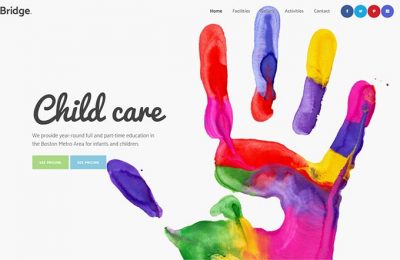 Bridge.
Home Facilities Activities Contact
Child care
We provide year-round full and part-time education in
the Boston Metro Area for infants and children.
SEE PRICING SEE PRICING